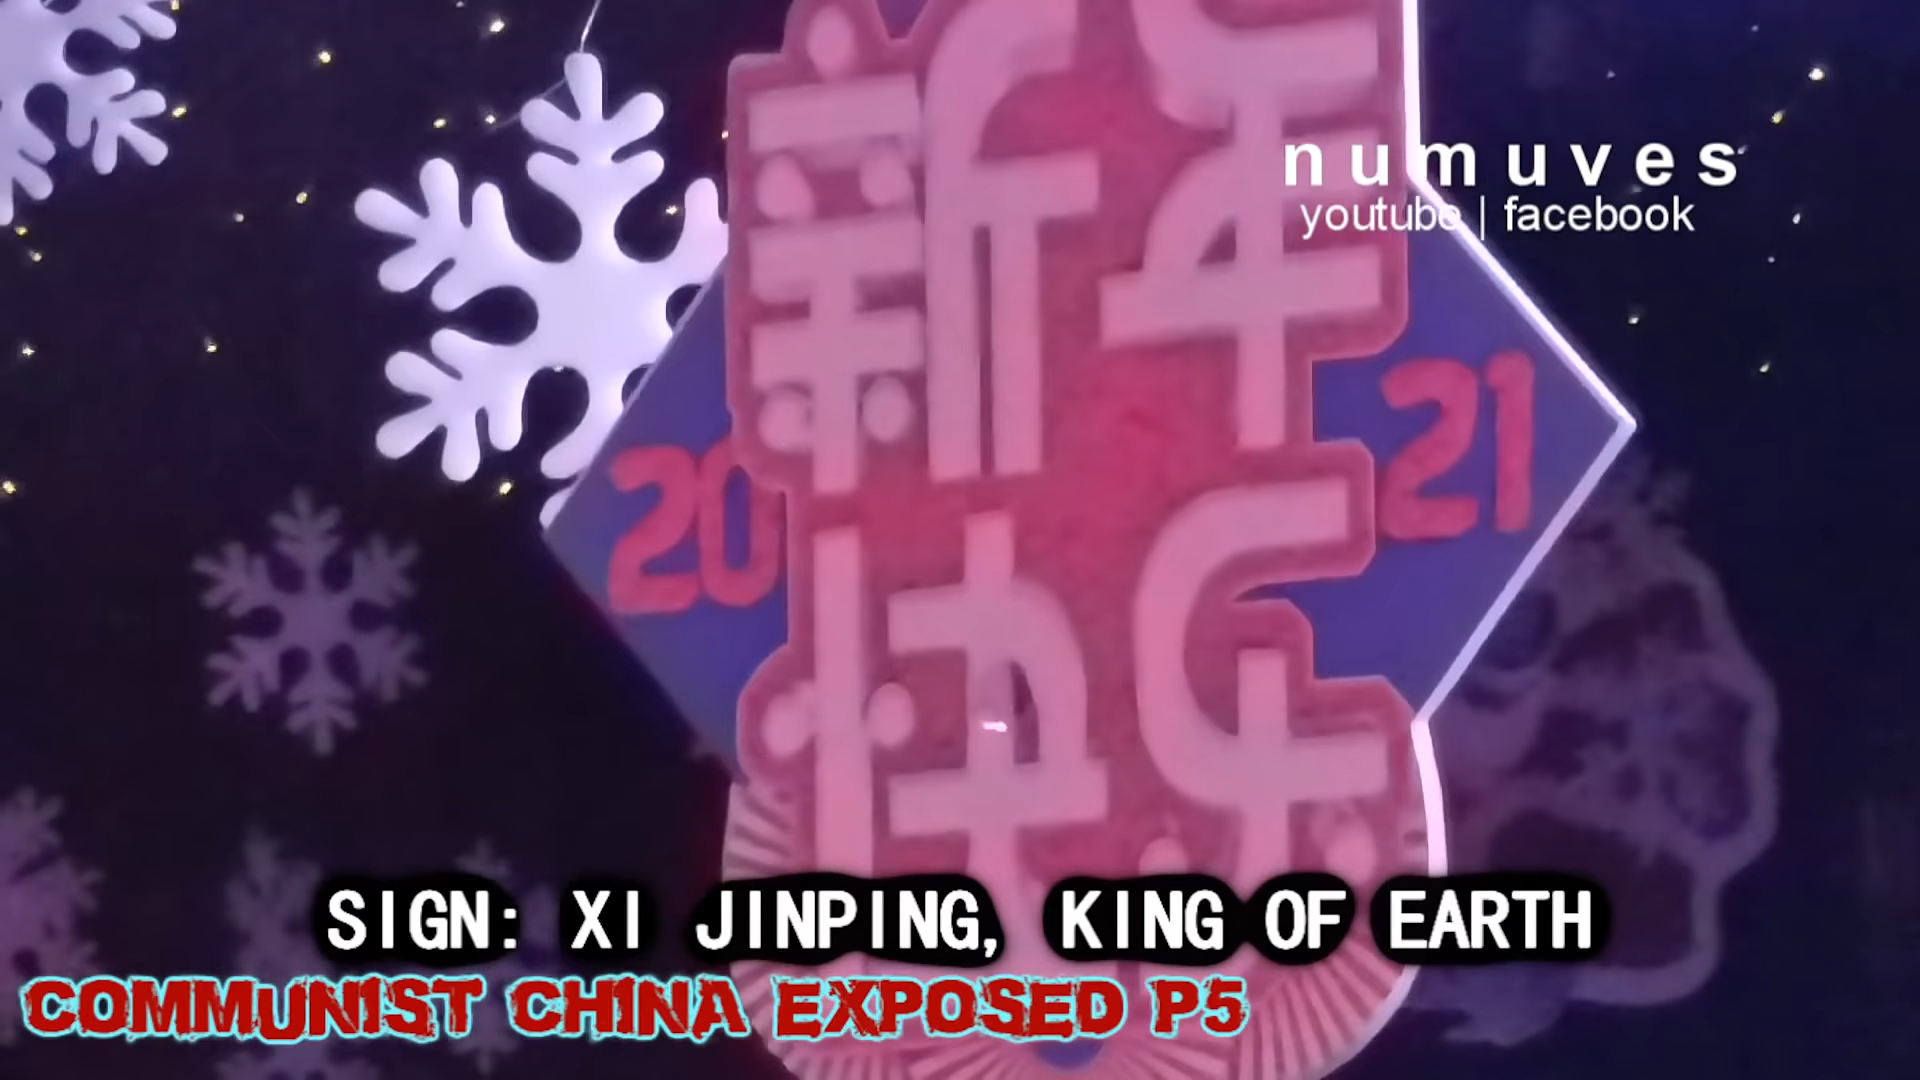 新年
快乐
20
21
numuves
youtube | facebook
SIGN: XI JINPING, KING OF EARTH
COMMUNIST CHINA EXPOSED P5